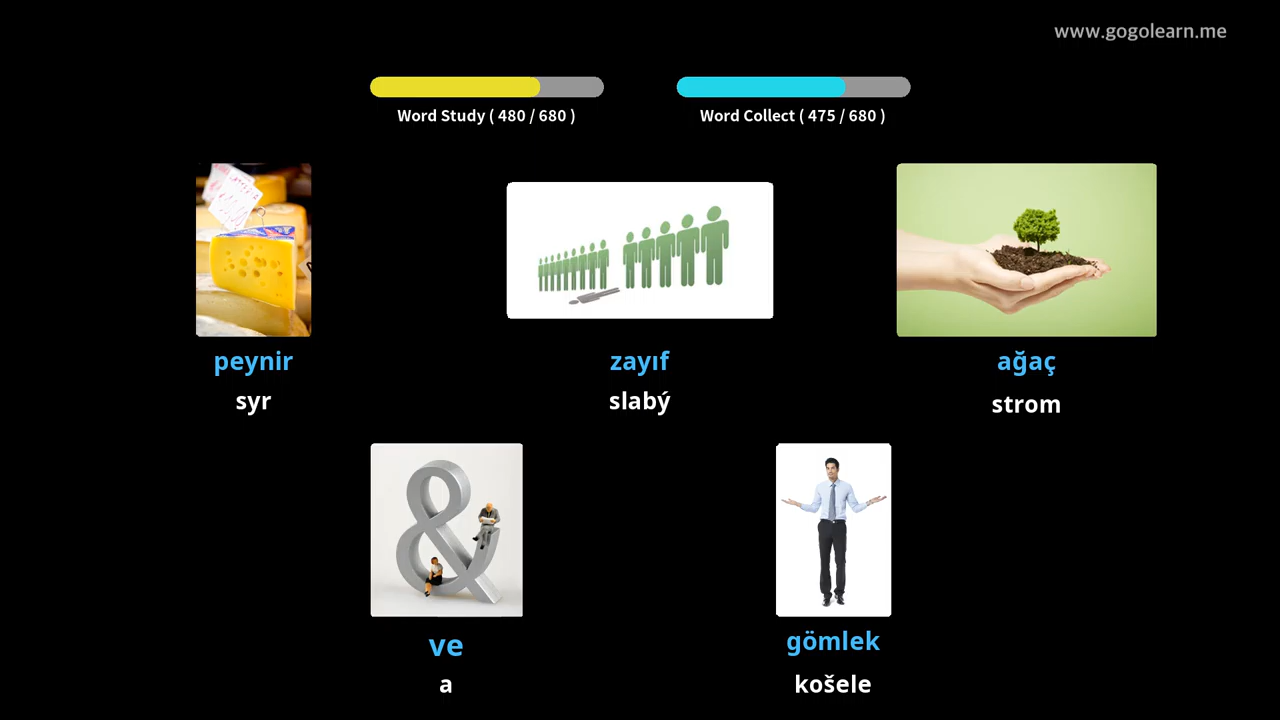 www.gogolearn.me
Word Study ( 480 / 680 )
Word Collect ( 475 / 680 )
peynir
syr
zayıf
slabý
ağaç
strom
&
ve
a
gömlek
košele